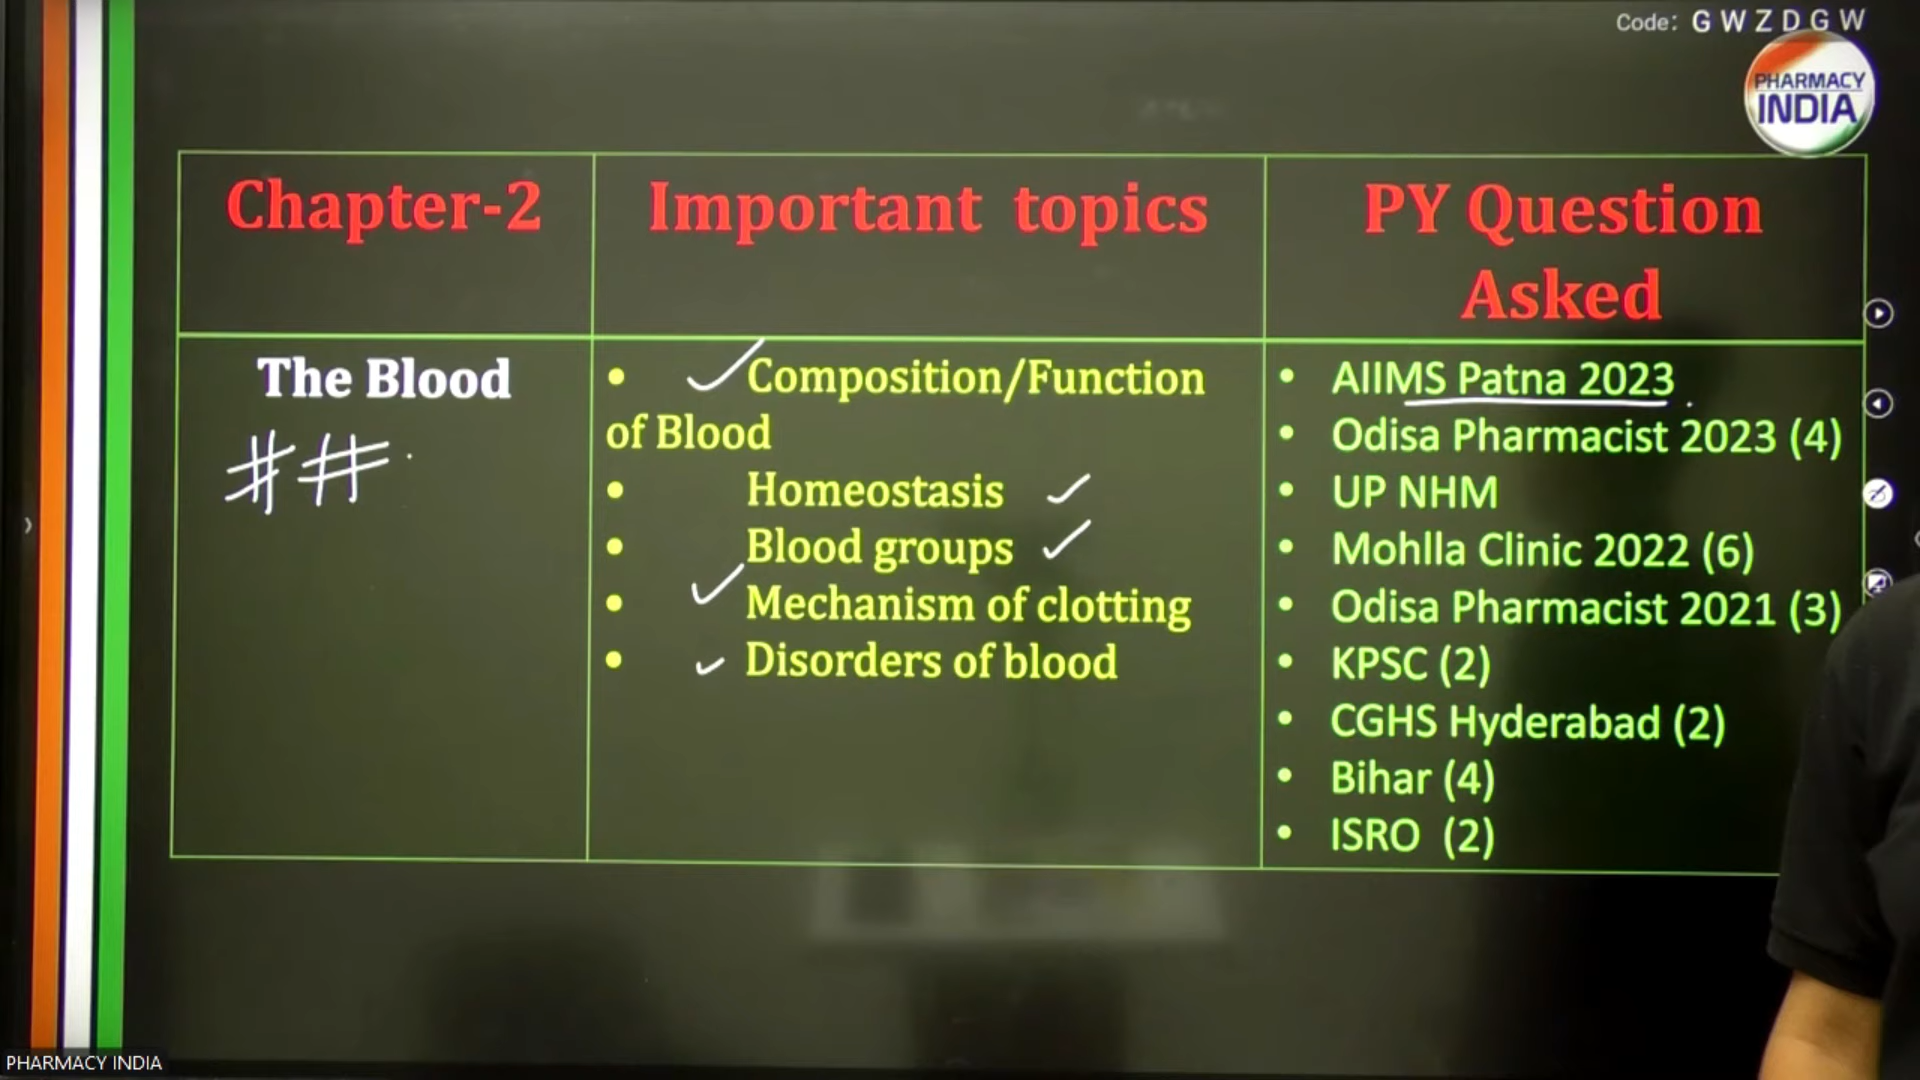 Code: G W Z D G W
PHARMACY
INDIA
Chapter-2
Important topics
PY Question
Asked
The Blood
##
• Composition/Function
of Blood
• Homeostasis
• Blood groups
• Mechanism of clotting
• Disorders of blood
• AIIMS Patna 2023
• Odisa Pharmacist 2023 (4)
• UP NHM
• Mohlla Clinic 2022 (6)
• Odisa Pharmacist 2021 (3)
• KPSC (2)
• CGHS Hyderabad (2)
• Bihar (4)
• ISRO (2)
PHARMACY INDIA